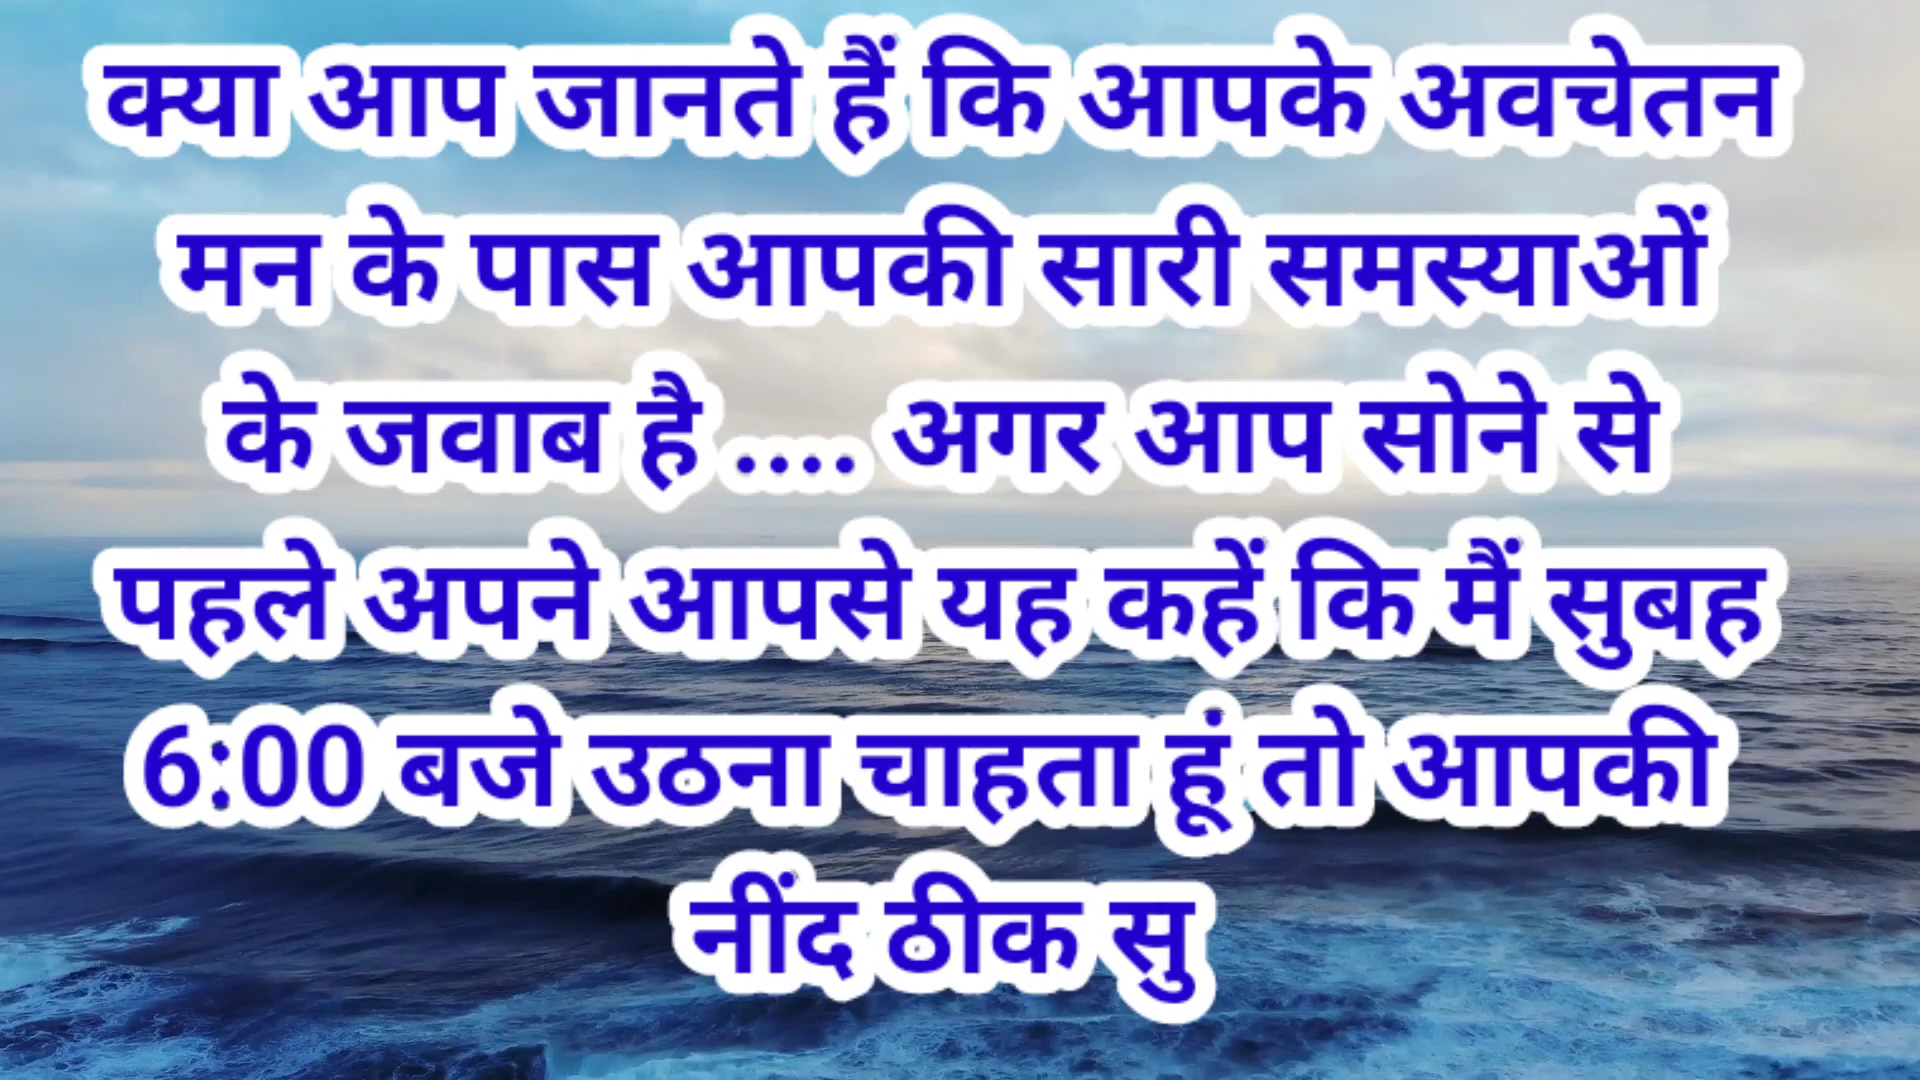 क्या आप जानते हैं कि आपके अवचेतन
मन के पास आपकी सारी समस्याओं
के जवाब है .... अगर आप सोने से
पहले अपने आपसे यह कहें कि मैं सुबह
6:00 बजे उठना चाहता हूं तो आपकी
नींद ठीक सु